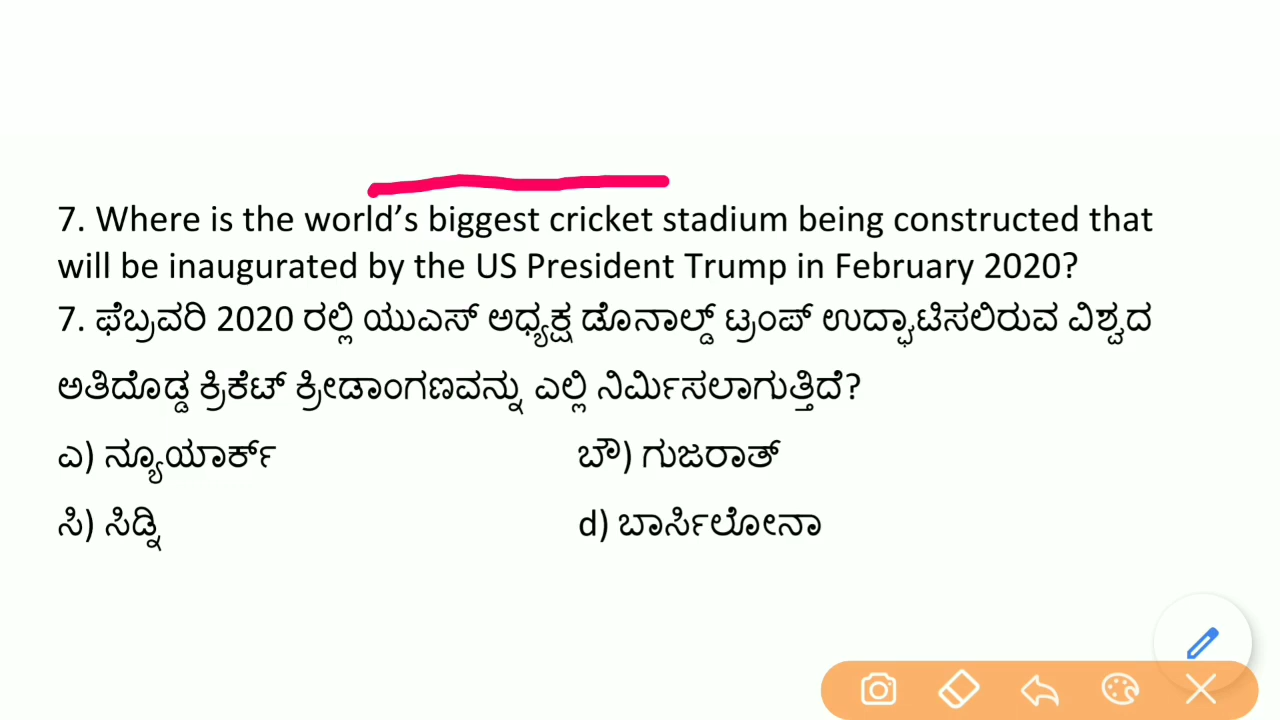 7. Where is the world’s biggest cricket stadium being constructed that
will be inaugurated by the US President Trump in February 2020?
7. ಫೆಬ್ರವರಿ 2020 ರಲ್ಲಿ ಯುಎಸ್ ಅಧ್ಯಕ್ಷ ಡೊನಾಲ್ಡ್ ಟ್ರಂಪ್ ಉದ್ಘಾಟಿಸಲಿರುವ ವಿಶ್ವದ
ಅತಿದೊಡ್ಡ ಕ್ರಿಕೆಟ್ ಕ್ರೀಡಾಂಗಣವನ್ನು ಎಲ್ಲಿ ನಿರ್ಮಿಸಲಾಗುತ್ತಿದೆ?
ಎ) ನ್ಯೂಯಾರ್ಕ್ ಬೌ) ಗುಜರಾತ್
ಸಿ) ಸಿಡ್ನಿ d) ಬಾರ್ಸಿಲೋನಾ